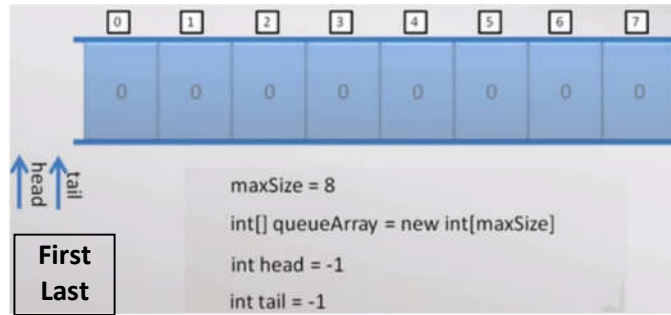 0 1 2 3 4 5 6 7
0 0 0 0 0 0 0 0
head
tail
maxSize = 8
int[] queueArray = new int[maxSize]
int head = -1
int tail = -1
First
Last